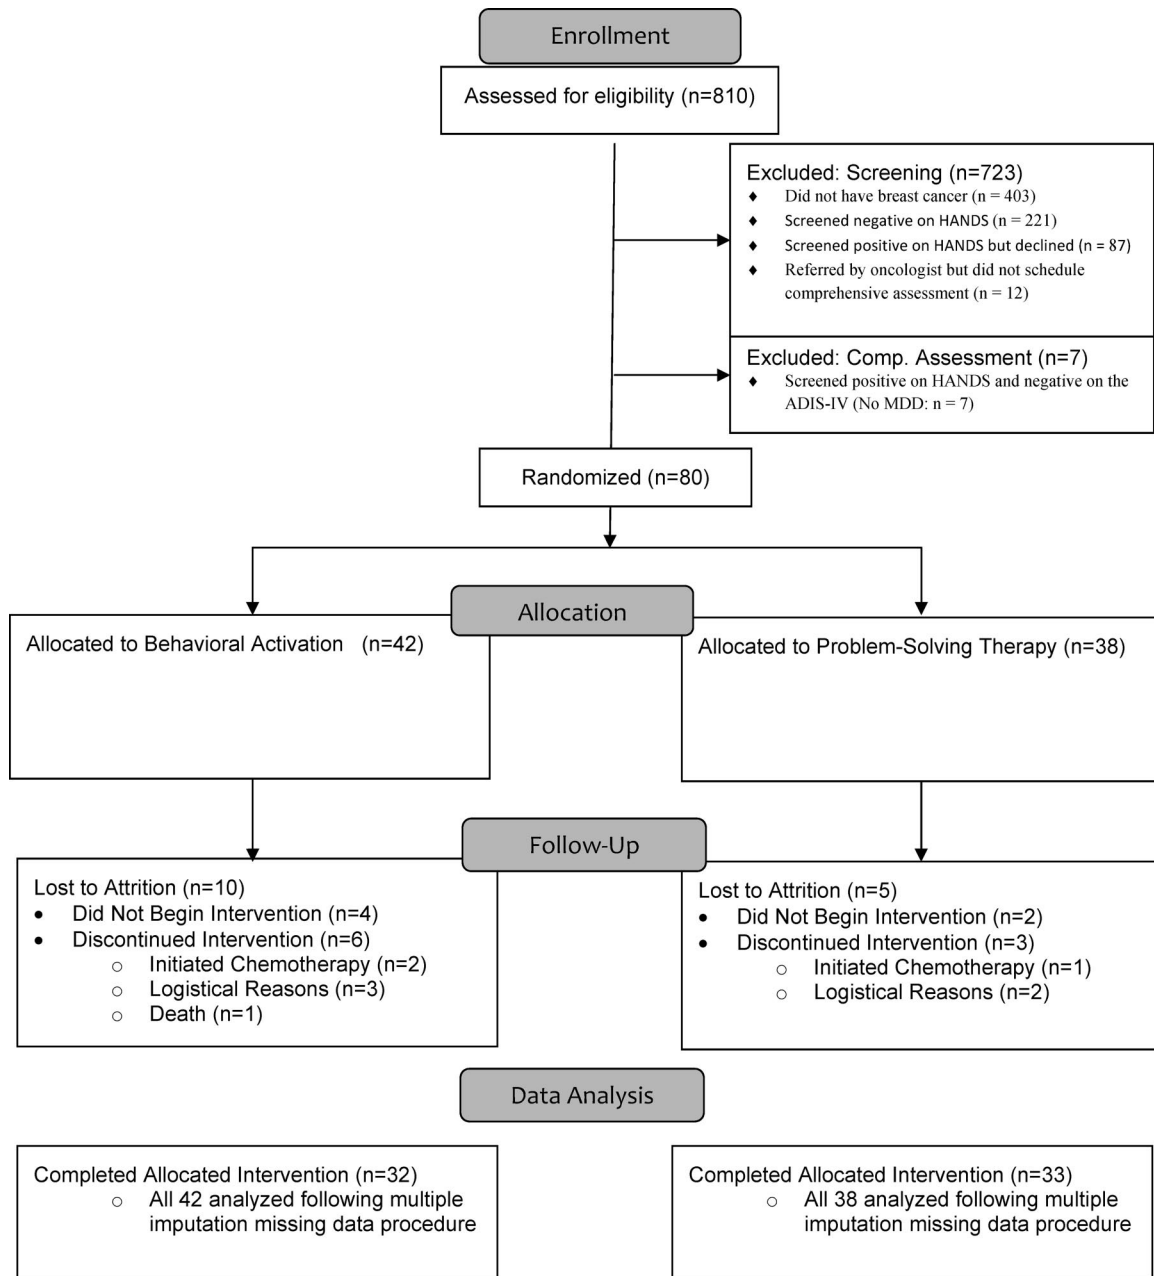 Enrollment
Assessed for eligibility (n=810)
Excluded: Screening (n=723)
♦ Did not have breast cancer (n = 403)
♦ Screened negative on HANDS (n = 221)
♦ Screened positive on HANDS but declined (n = 87)
♦ Referred by oncologist but did not schedule
comprehensive assessment (n = 12)
Excluded: Comp. Assessment (n=7)
♦ Screened positive on HANDS and negative on the
ADIS-IV (No MDD: n = 7)
Randomized (n=80)
Allocation
Allocated to Behavioral Activation (n=42)
Allocated to Problem-Solving Therapy (n=38)
Follow-Up
Lost to Attrition (n=10)
• Did Not Begin Intervention (n=4)
• Discontinued Intervention (n=6)
○ Initiated Chemotherapy (n=2)
○ Logistical Reasons (n=3)
○ Death (n=1)
Lost to Attrition (n=5)
• Did Not Begin Intervention (n=2)
• Discontinued Intervention (n=3)
○ Initiated Chemotherapy (n=1)
○ Logistical Reasons (n=2)
Data Analysis
Completed Allocated Intervention (n=32)
○ All 42 analyzed following multiple
imputation missing data procedure
Completed Allocated Intervention (n=33)
○ All 38 analyzed following multiple
imputation missing data procedure